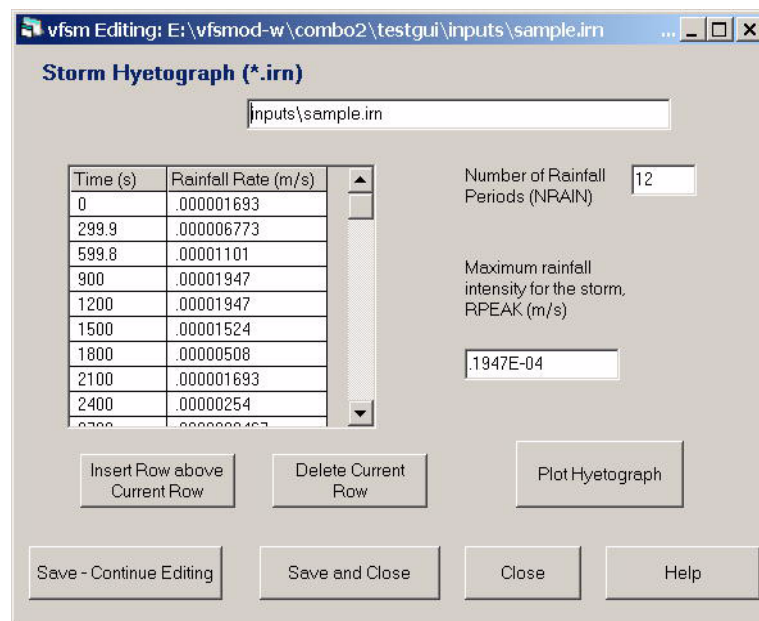 vfsm Editing: E:\vfsmod-w\combo2\testgui\inputs\sample.irn ...
Storm Hyetograph (*.irn)
inputs\sample.irn
Time (s) Rainfall Rate (m/s)
0 .000001693
299.9 .000006773
599.8 .00001101
900 .00001947
1200 .00001947
1500 .00001524
1800 .00000508
2100 .000001693
2400 .00000254
Number of Rainfall
Periods (NRAIN)
12
Maximum rainfall
intensity for the storm,
RPEAK (m/s)
.1947E-04
Insert Row above
Current Row
Delete Current
Row
Plot Hyetograph
Save - Continue Editing
Save and Close
Close
Help